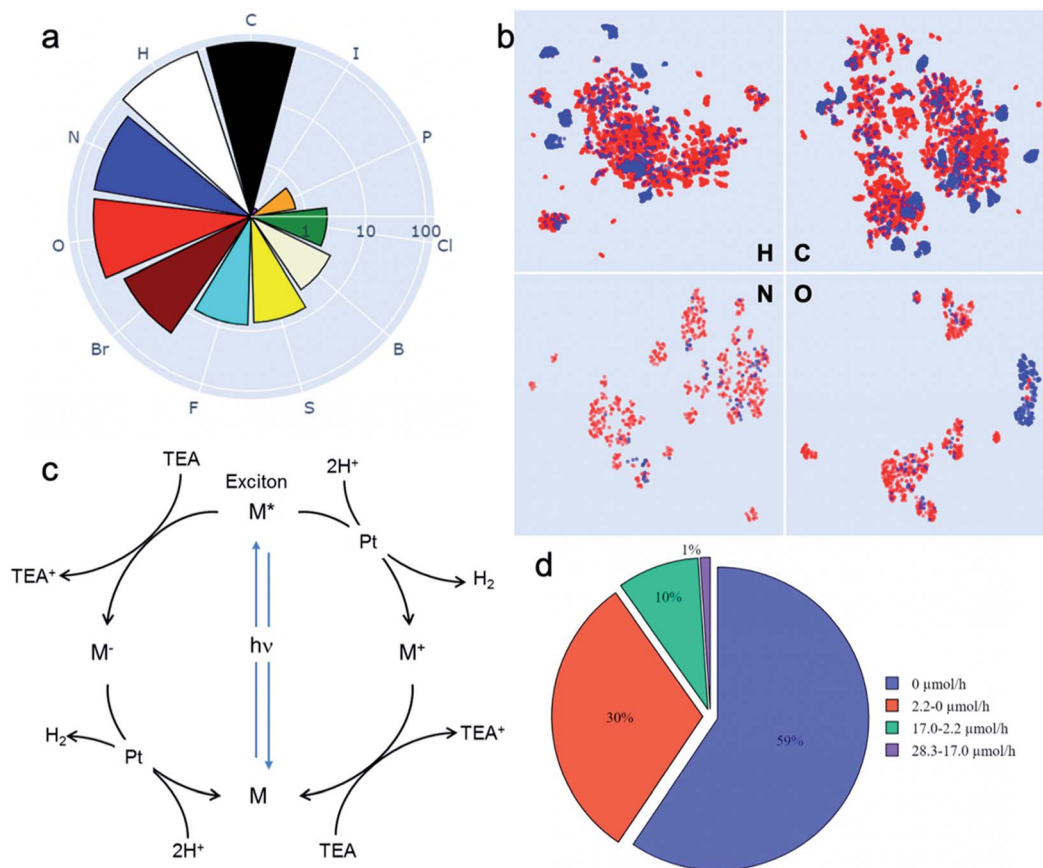 a
C
H
I
N
P
O
1
10
100
Cl
Br
B
F
S
b
H
C
N
O
c
TEA
Exciton
2H⁺
M*
Pt
TEA⁺
H₂
M⁻
hν
M⁺
H₂
TEA⁺
Pt
M
2H⁺
TEA
d
1%
10%
30%
59%
0 µmol/h
2.2-0 µmol/h
17.0-2.2 µmol/h
28.3-17.0 µmol/h